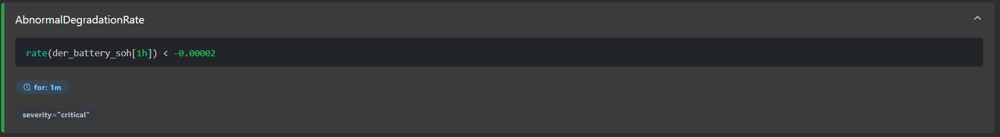 AbnormalDegradationRate
rate(der_battery_soh[1h]) < -0.00002
for: 1m
severity="critical"